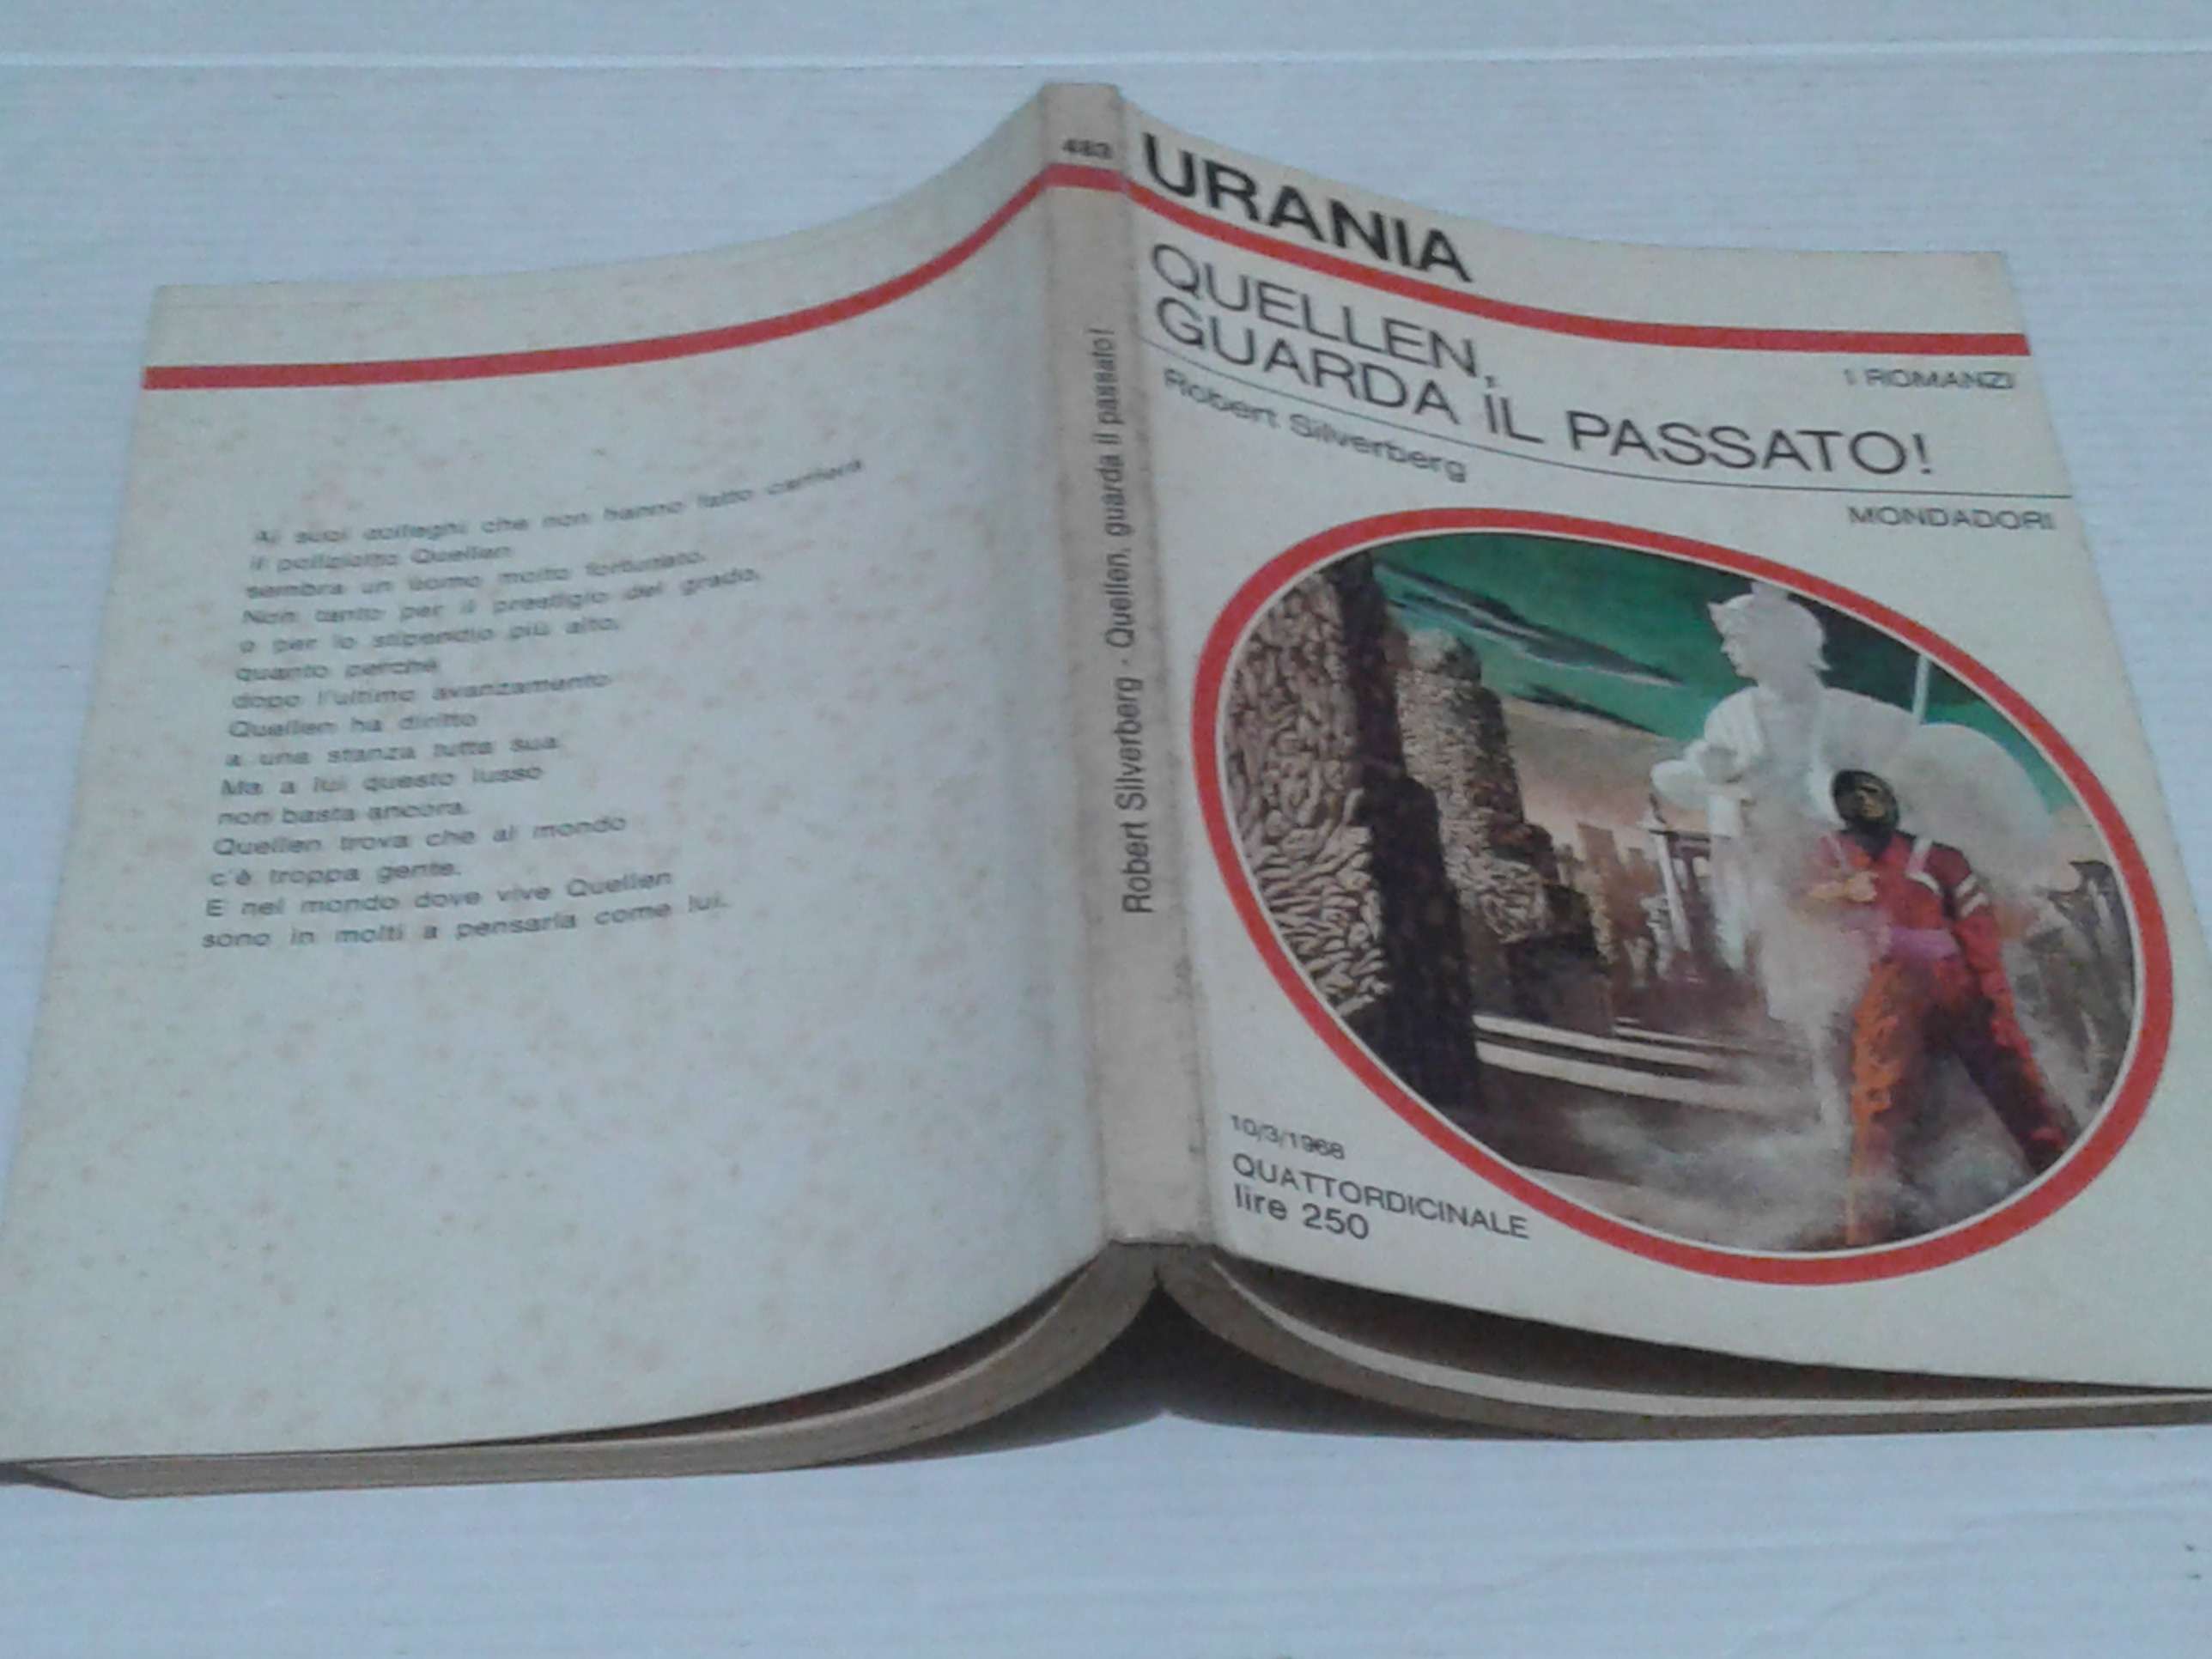 Ai suoi colleghi che non hanno fatto carriera
il poliziotto Quellen
sembra un uomo molto fortunato.
Non tanto per il prestigio del grado,
o per lo stipendio più alto,
quanto perché
dopo l'ultimo avanzamento
Quellen ha diritto
a una stanza tutta sua.
Ma a lui questo lusso
non basta ancora.
Quellen trova che al mondo
c'è troppa gente.
E nel mondo dove vive Quellen
sono in molti a pensarla come lui.
483
Robert Silverberg - Quellen, guarda il passato!
URANIA
I ROMANZI
QUELLEN,
GUARDA IL PASSATO!
Robert Silverberg
MONDADORI
10/3/1968
QUATTORDICINALE
lire 250